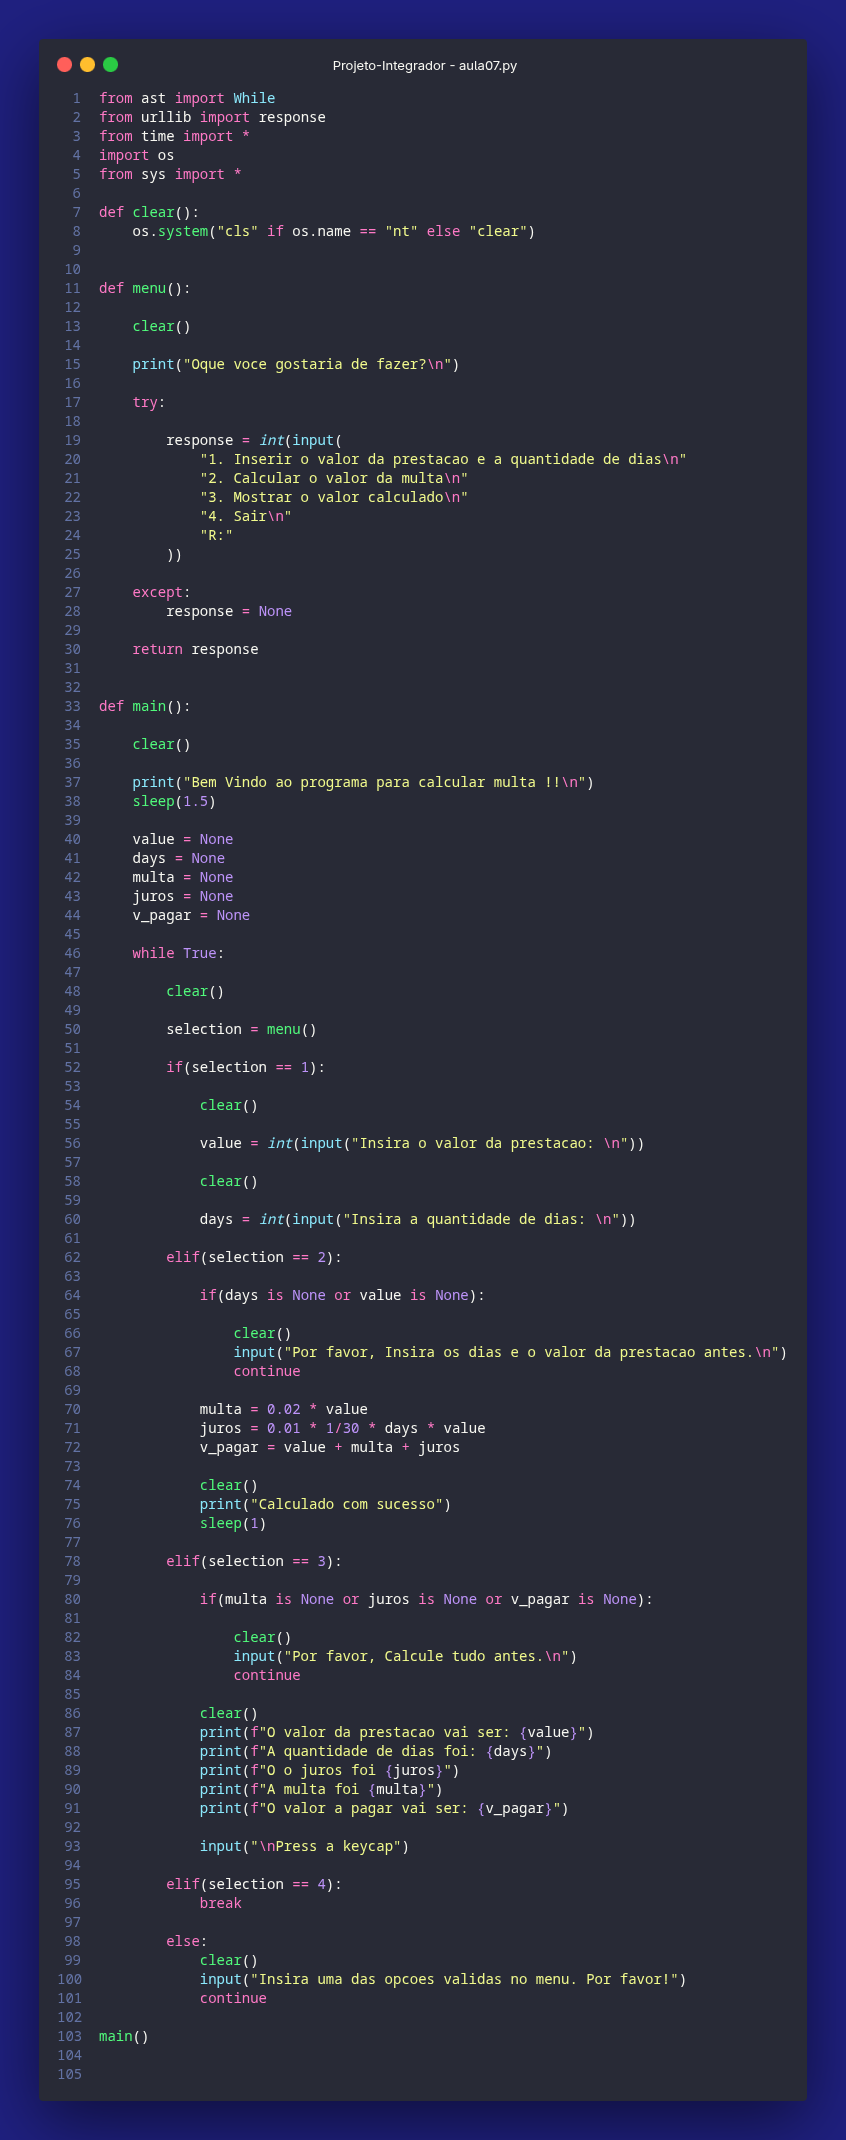 Projeto-Integrador - aula07.py
1 from ast import While
2 from urllib import response
3 from time import *
4 import os
5 from sys import *
6
7 def clear():
8     os.system("cls" if os.name == "nt" else "clear")
9
10
11 def menu():
12
13     clear()
14
15     print("Oque voce gostaria de fazer?\n")
16
17     try:
18
19         response = int(input(
20             "1. Inserir o valor da prestacao e a quantidade de dias\n"
21             "2. Calcular o valor da multa\n"
22             "3. Mostrar o valor calculado\n"
23             "4. Sair\n"
24             "R:"
25         ))
26
27     except:
28         response = None
29
30     return response
31
32
33 def main():
34
35     clear()
36
37     print("Bem Vindo ao programa para calcular multa !!\n")
38     sleep(1.5)
39
40     value = None
41     days = None
42     multa = None
43     juros = None
44     v_pagar = None
45
46     while True:
47
48         clear()
49
50         selection = menu()
51
52         if(selection == 1):
53
54             clear()
55
56             value = int(input("Insira o valor da prestacao: \n"))
57
58             clear()
59
60             days = int(input("Insira a quantidade de dias: \n"))
61
62         elif(selection == 2):
63
64             if(days is None or value is None):
65
66                 clear()
67                 input("Por favor, Insira os dias e o valor da prestacao antes.\n")
68                 continue
69
70             multa = 0.02 * value
71             juros = 0.01 * 1/30 * days * value
72             v_pagar = value + multa + juros
73
74             clear()
75             print("Calculado com sucesso")
76             sleep(1)
77
78         elif(selection == 3):
79
80             if(multa is None or juros is None or v_pagar is None):
81
82                 clear()
83                 input("Por favor, Calcule tudo antes.\n")
84                 continue
85
86             clear()
87             print(f"O valor da prestacao vai ser: {value}")
88             print(f"A quantidade de dias foi: {days}")
89             print(f"O o juros foi {juros}")
90             print(f"A multa foi {multa}")
91             print(f"O valor a pagar vai ser: {v_pagar}")
92
93             input("\nPress a keycap")
94
95         elif(selection == 4):
96             break
97
98         else:
99             clear()
100             input("Insira uma das opcoes validas no menu. Por favor!")
101             continue
102
103 main()
104
105